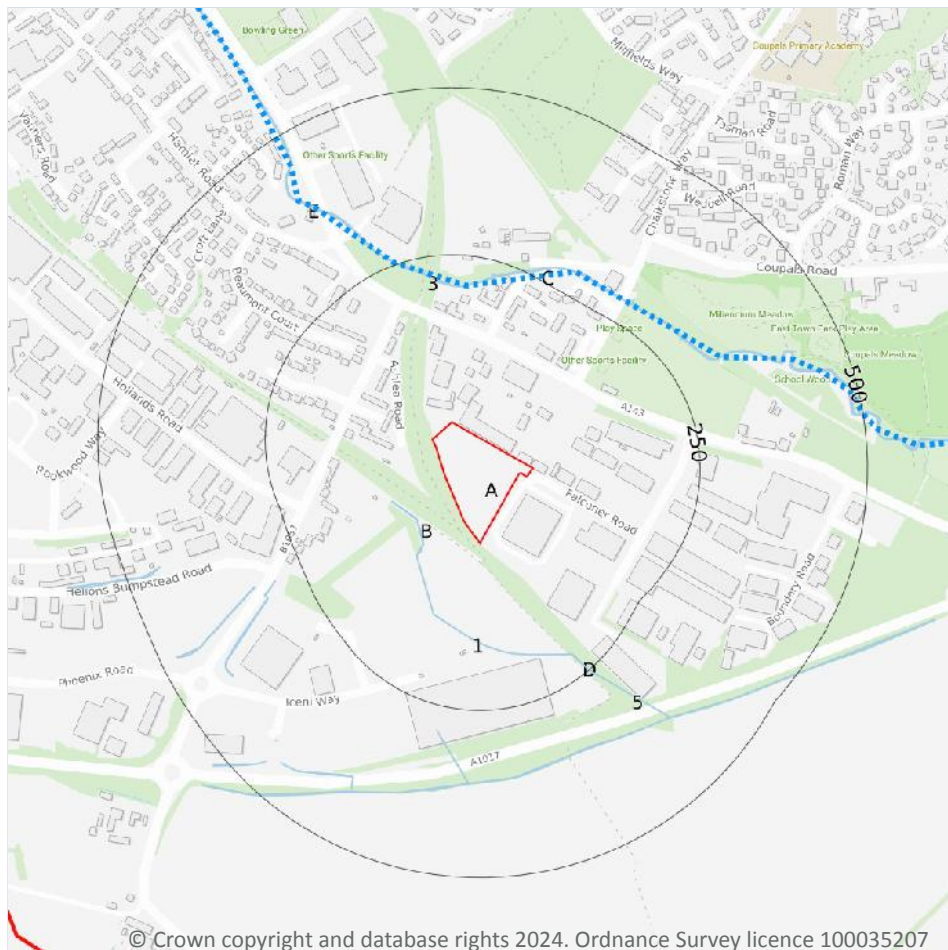 Bowling Green
Millfields Way
Coupals Primary Academy
Vanners Road
Hamlet Road
Other Sports Facility
Tasman Road
Roman Way
Chalkstone Way
Wedvell Road
E
Croft Lane
Coupals Road
3
C
Beaumont Court
Millennium Meadow
Play Space
East Town Park Play Area
Coupals Meadow
Other Sports Facility
School Wood
500
Hollands Road
A143
250
Rookwood Way
A
Falconer Road
B
B1057
Helions Bumpstead Road
Boundary Road
1
Phoenix Road
D
Iceni Way
5
A1017
© Crown copyright and database rights 2024. Ordnance Survey licence 100035207